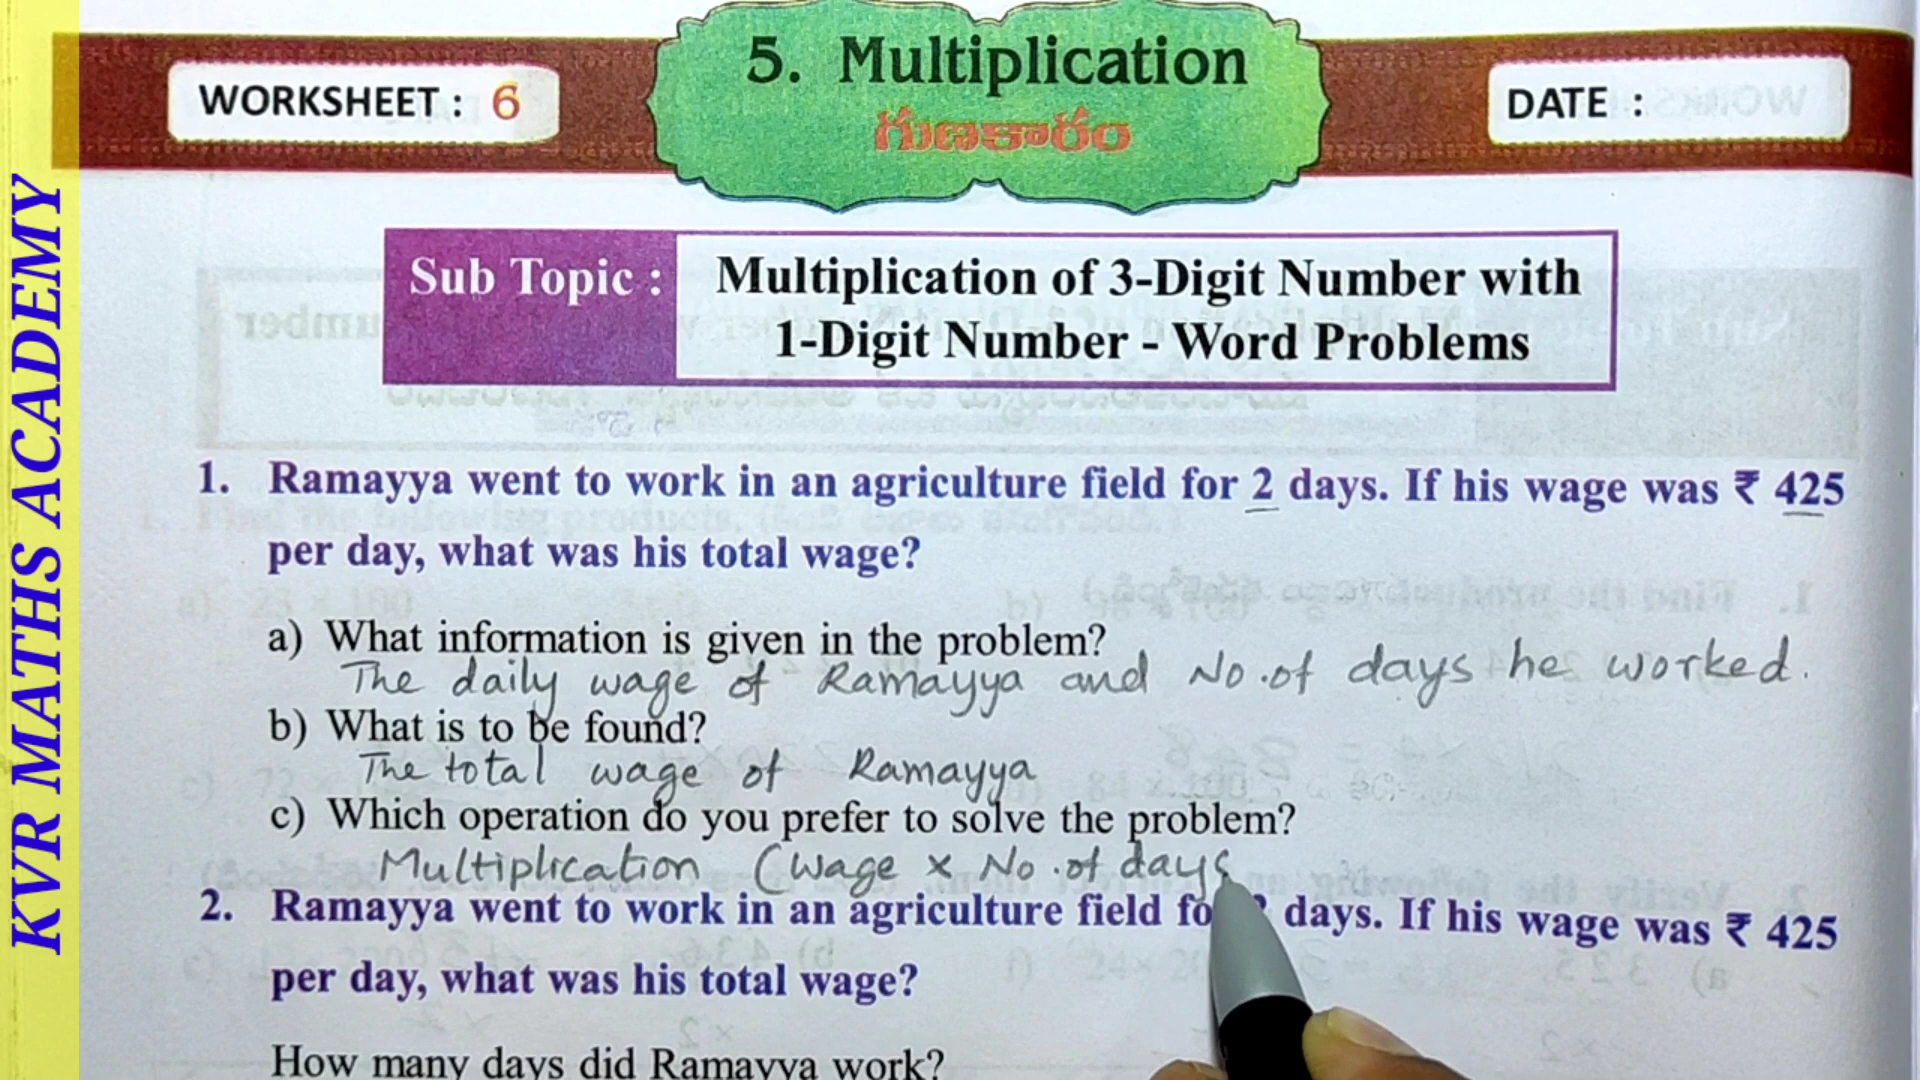 KVR MATHS ACADEMY
WORKSHEET : 6
5. Multiplication
గుణకారం
DATE :
Sub Topic :
Multiplication of 3-Digit Number with
1-Digit Number - Word Problems
1. Ramayya went to work in an agriculture field for 2 days. If his wage was ₹ 425
per day, what was his total wage?
a) What information is given in the problem?
The daily wage of Ramayya and No.of days he worked.
b) What is to be found?
The total wage of Ramayya
c) Which operation do you prefer to solve the problem?
Multiplication (wage x No.of days
2. Ramayya went to work in an agriculture field days. If his wage was ₹ 425
per day, what was his total wage?
How many days did Ramayya work?